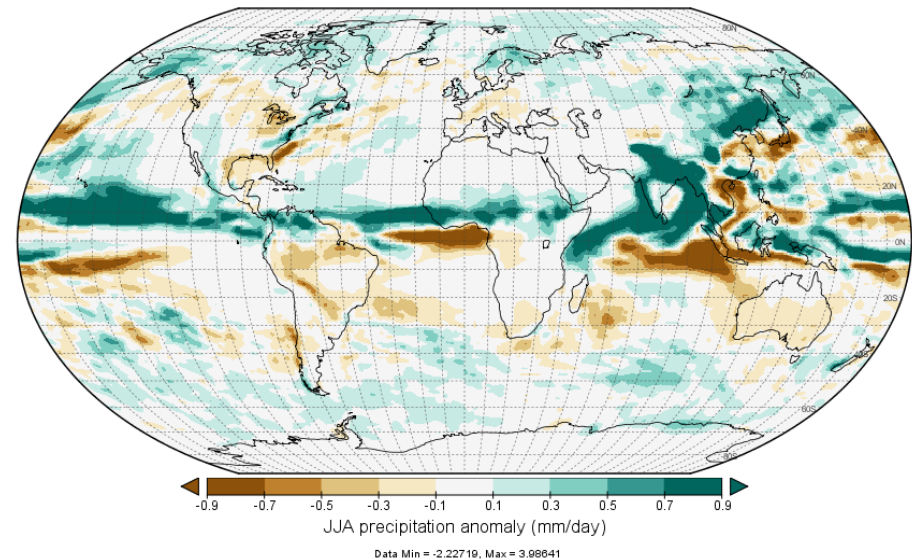 80N
60N
40N
20N
0N
20S
40S
60S
80S
-0.9 -0.7 -0.5 -0.3 -0.1 0.1 0.3 0.5 0.7 0.9
JJA precipitation anomaly (mm/day)
Data Min = -2.22719, Max = 3.98641